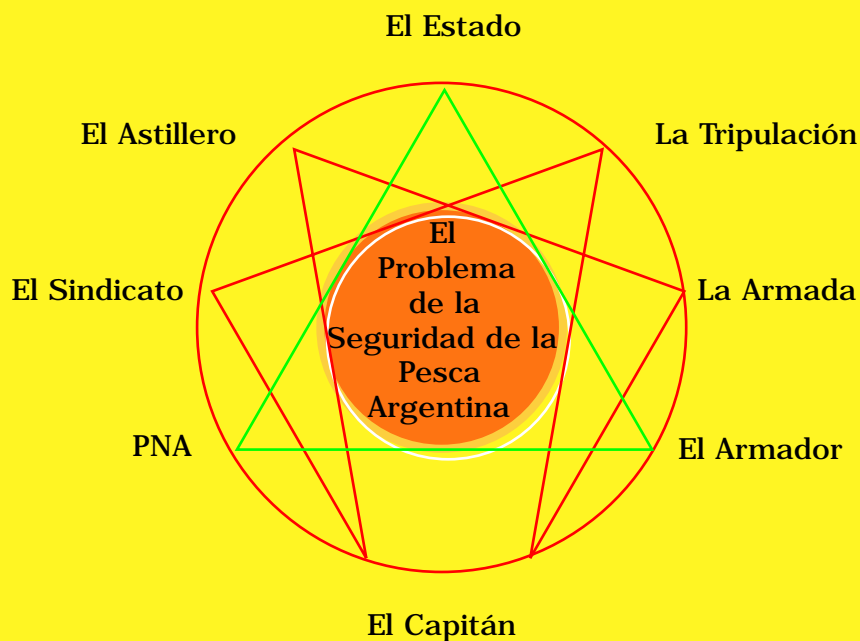 El Estado
El Astillero
La Tripulación
El Sindicato
La Armada
El
Problema
de la
Seguridad de la
Pesca
Argentina
PNA
El Armador
El Capitán